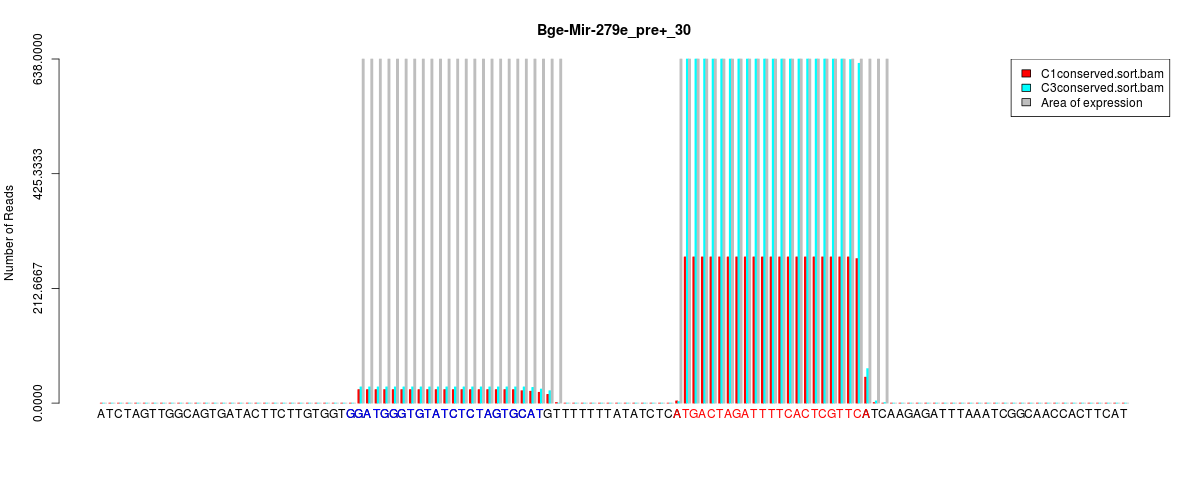 Bge-Mir-279e_pre+_30
638.0000
425.3333
212.6667
0.0000
Number of Reads
C1conserved.sort.bam
C3conserved.sort.bam
Area of expression
ATCTAGTTGGCAGTGATACTTCTTGTGGTGGATGGGTGTATCTCTAGTGCATGTTTTTTTATATCTCATGACTAGATTTTCACTCGTTCATCAAGAGATTTAAATCGGCAACCACTTCAT